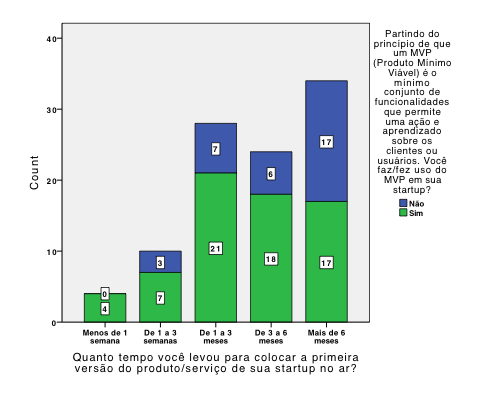 Partindo do
princípio de que
um MVP
(Produto Mínimo
Viável) é o
mínimo
conjunto de
funcionalidades
que permite
uma ação e
aprendizado
sobre os
clientes ou
usuários. Você
faz/fez uso do
MVP em sua
startup?
Não
Sim
Count
40
30
20
10
0
0
4
3
7
7
21
6
18
17
17
Menos de 1
semana
De 1 a 3
semanas
De 1 a 3
meses
De 3 a 6
meses
Mais de 6
meses
Quanto tempo você levou para colocar a primeira
versão do produto/serviço de sua startup no ar?